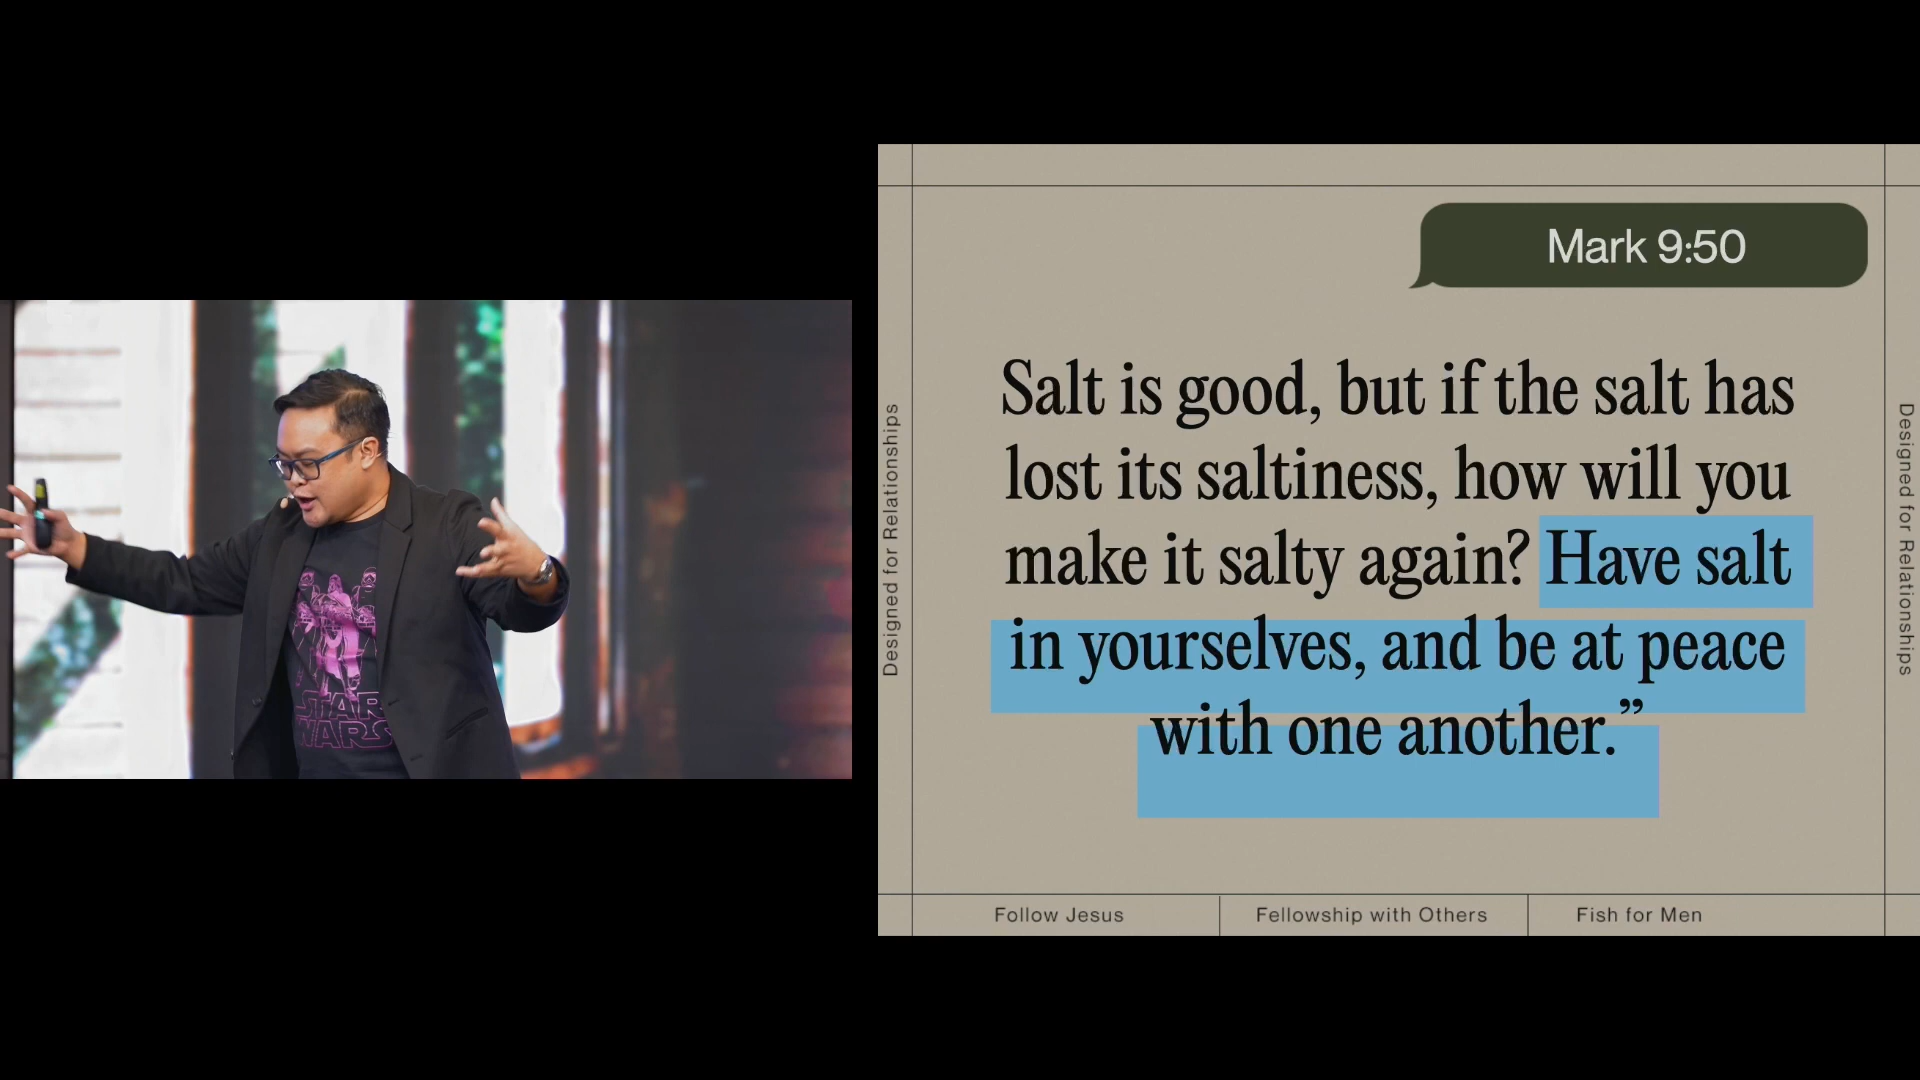 STAR
WARS
Mark 9:50
Salt is good, but if the salt has
lost its saltiness, how will you
make it salty again? Have salt
in yourselves, and be at peace
with one another.”
Designed for Relationships
Designed for Relationships
Follow Jesus
Fellowship with Others
Fish for Men